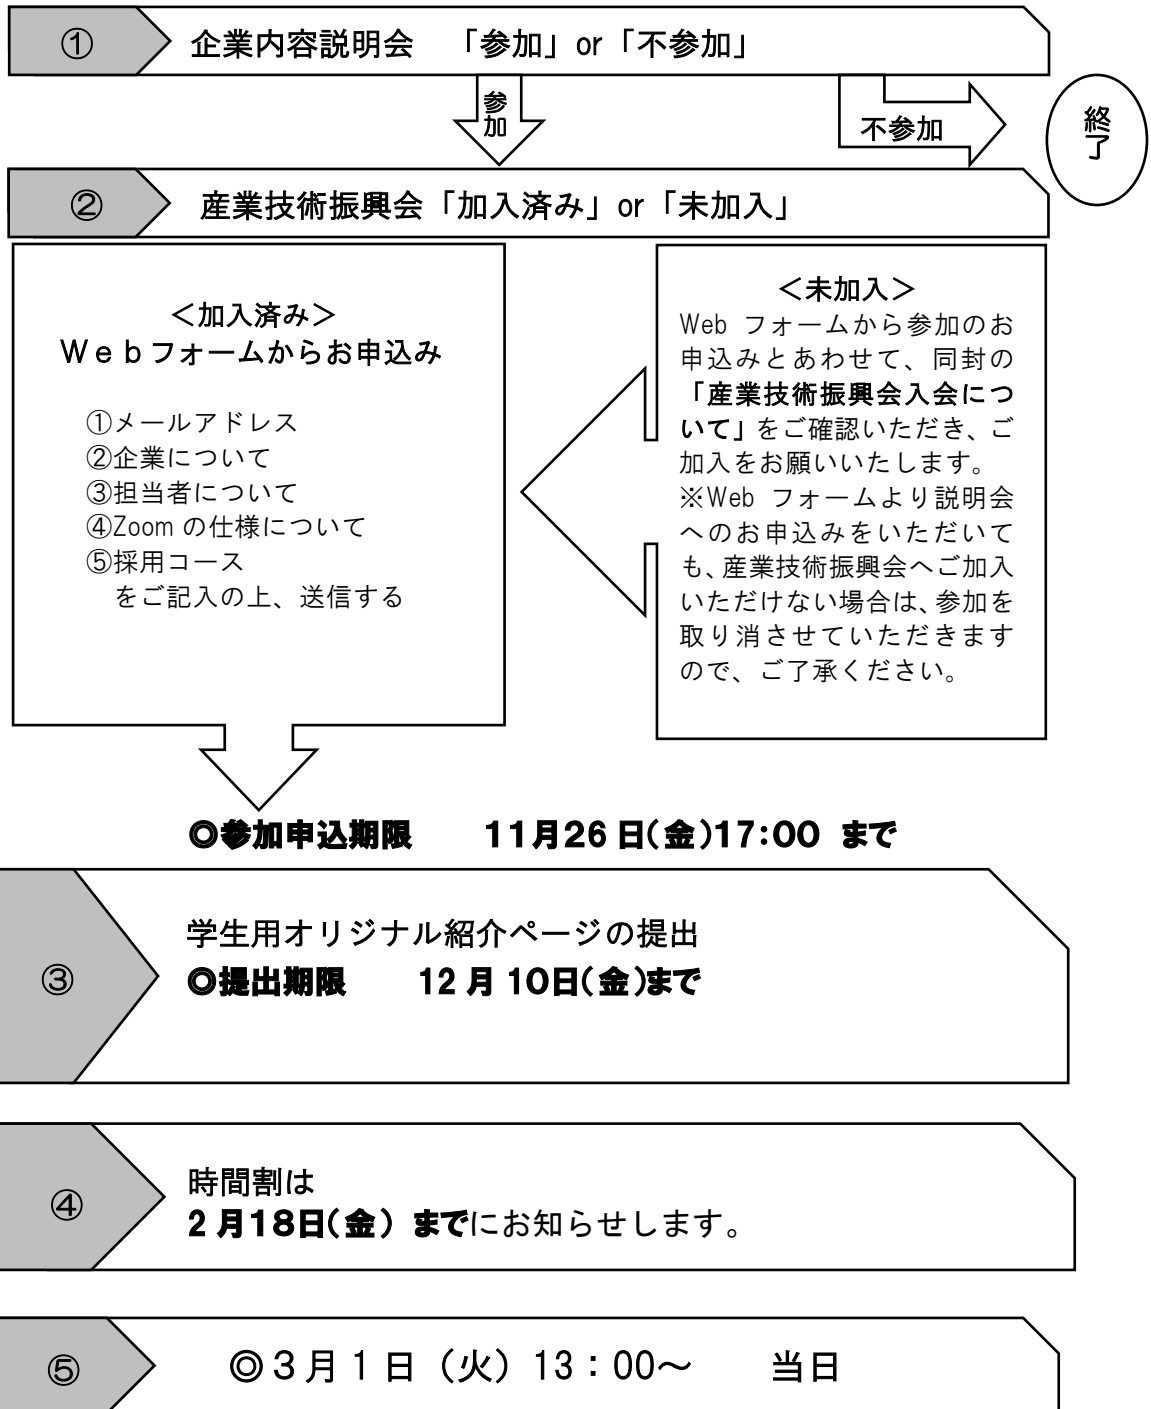 ① 企業内容説明会　「参加」or「不参加」
参加
不参加
終了
② 産業技術振興会「加入済み」or「未加入」
＜加入済み＞
Ｗｅｂフォームからお申込み
①メールアドレス
②企業について
③担当者について
④Zoom の仕様について
⑤採用コース
をご記入の上、送信する
＜未加入＞
Web フォームから参加のお
申込みとあわせて、同封の
「産業技術振興会入会につ
いて」をご確認いただき、ご
加入をお願いいたします。
※Web フォームより説明会
へのお申込みをいただいて
も、産業技術振興会へご加入
いただけない場合は、参加を
取り消させていただきます
ので、ご了承ください。
◎参加申込期限　　11月26日(金)17:00 まで
③
学生用オリジナル紹介ページの提出
◎提出期限　　12月10日(金)まで
④
時間割は
2月18日(金) までにお知らせします。
⑤ ◎３月１日（火）13：00～　　当日